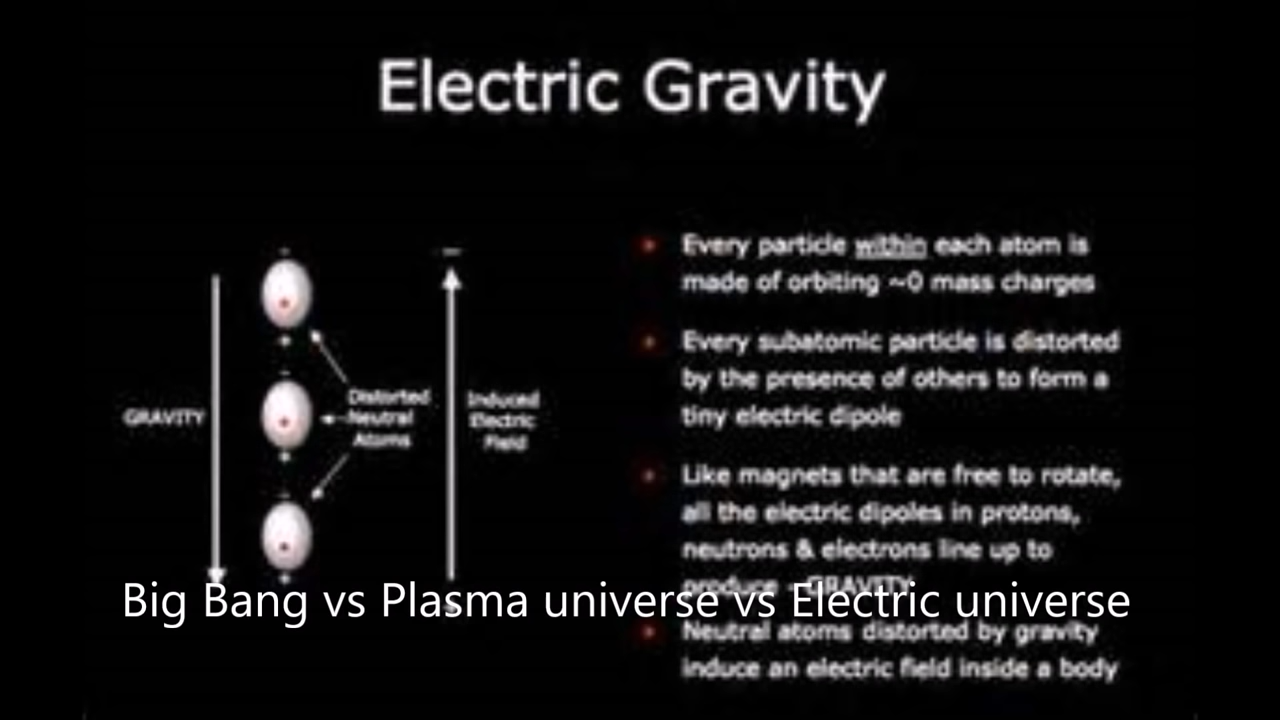 Electric Gravity
GRAVITY
Distorted
Neutral
Atoms
Induced
Electric
Field
• Every particle within each atom is
made of orbiting ~0 mass charges
• Every subatomic particle is distorted
by the presence of others to form a
tiny electric dipole
• Like magnets that are free to rotate,
all the electric dipoles in protons,
neutrons & electrons line up to
produce - GRAVITY
Big Bang vs Plasma universe vs Electric universe
• Neutral atoms distorted by gravity
induce an electric field inside a body